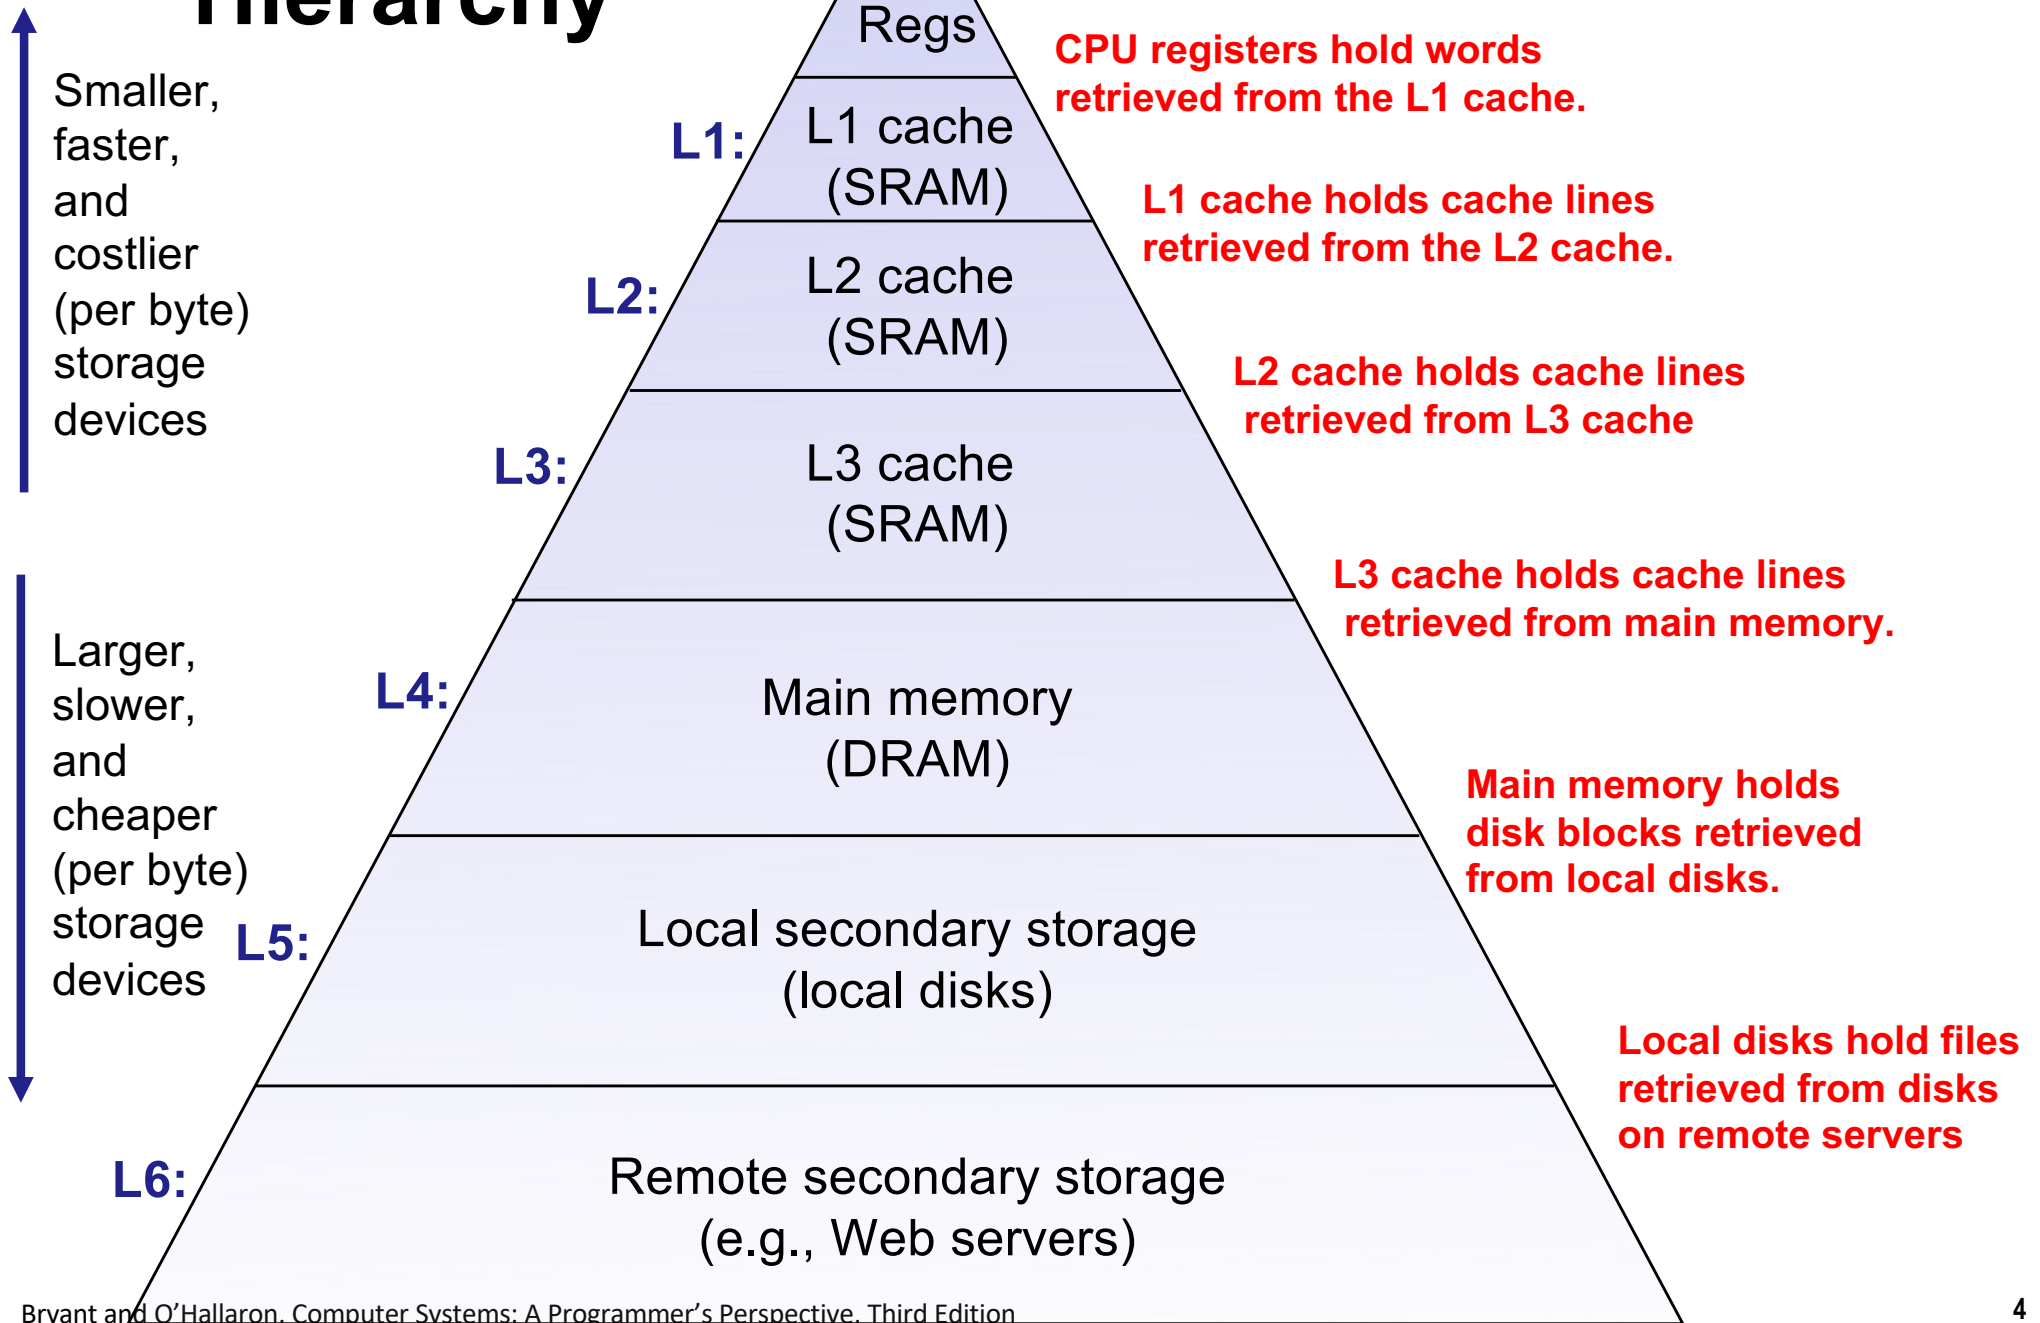 Hierarchy
Regs
CPU registers hold words
retrieved from the L1 cache.
Smaller,
faster,
and
costlier
(per byte)
storage
devices
L1:
L1 cache
(SRAM)
L1 cache holds cache lines
retrieved from the L2 cache.
L2:
L2 cache
(SRAM)
L2 cache holds cache lines
retrieved from L3 cache
L3:
L3 cache
(SRAM)
L3 cache holds cache lines
retrieved from main memory.
Larger,
slower,
and
cheaper
(per byte)
storage
devices
L4:
Main memory
(DRAM)
Main memory holds
disk blocks retrieved
from local disks.
L5:
Local secondary storage
(local disks)
Local disks hold files
retrieved from disks
on remote servers
L6:
Remote secondary storage
(e.g., Web servers)
Bryant and O’Hallaron, Computer Systems: A Programmer’s Perspective, Third Edition
4